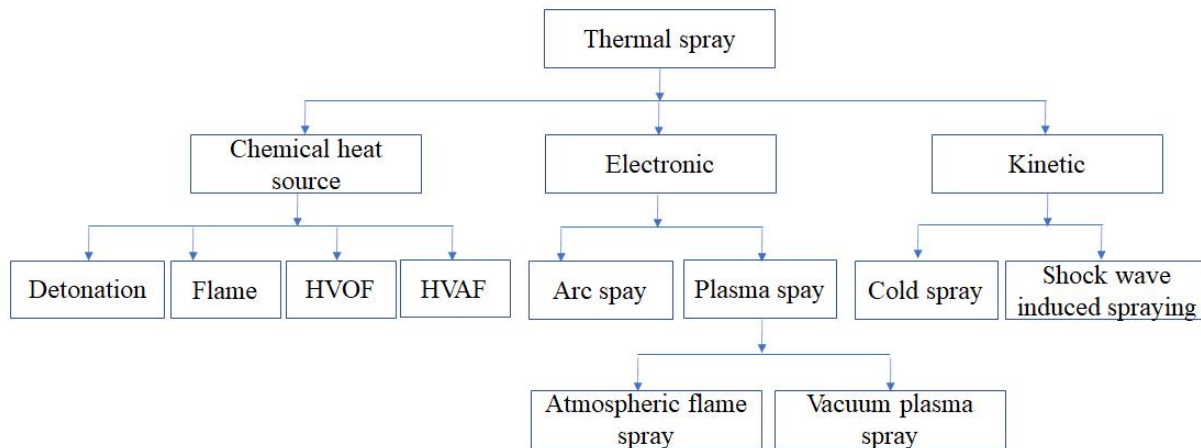 Thermal spray
Chemical heat
source
Electronic
Kinetic
Detonation
Flame
HVOF
HVAF
Arc spay
Plasma spay
Cold spray
Shock wave
induced spraying
Atmospheric flame
spray
Vacuum plasma
spray